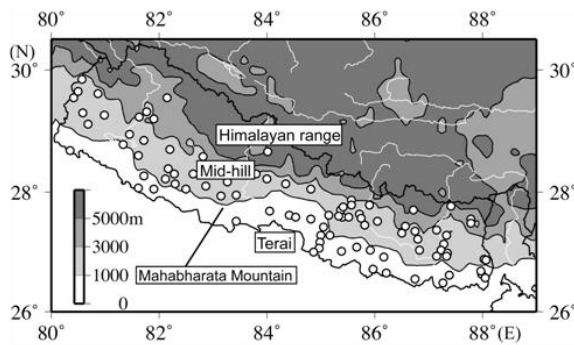 80° 82° 84° 86° 88°
(N)
30° 30°
Himalayan range
Mid-hill
28° 28°
5000m
3000
1000
0
Terai
Mahabharata Mountain
26° 26°
80° 82° 84° 86° 88° (E)